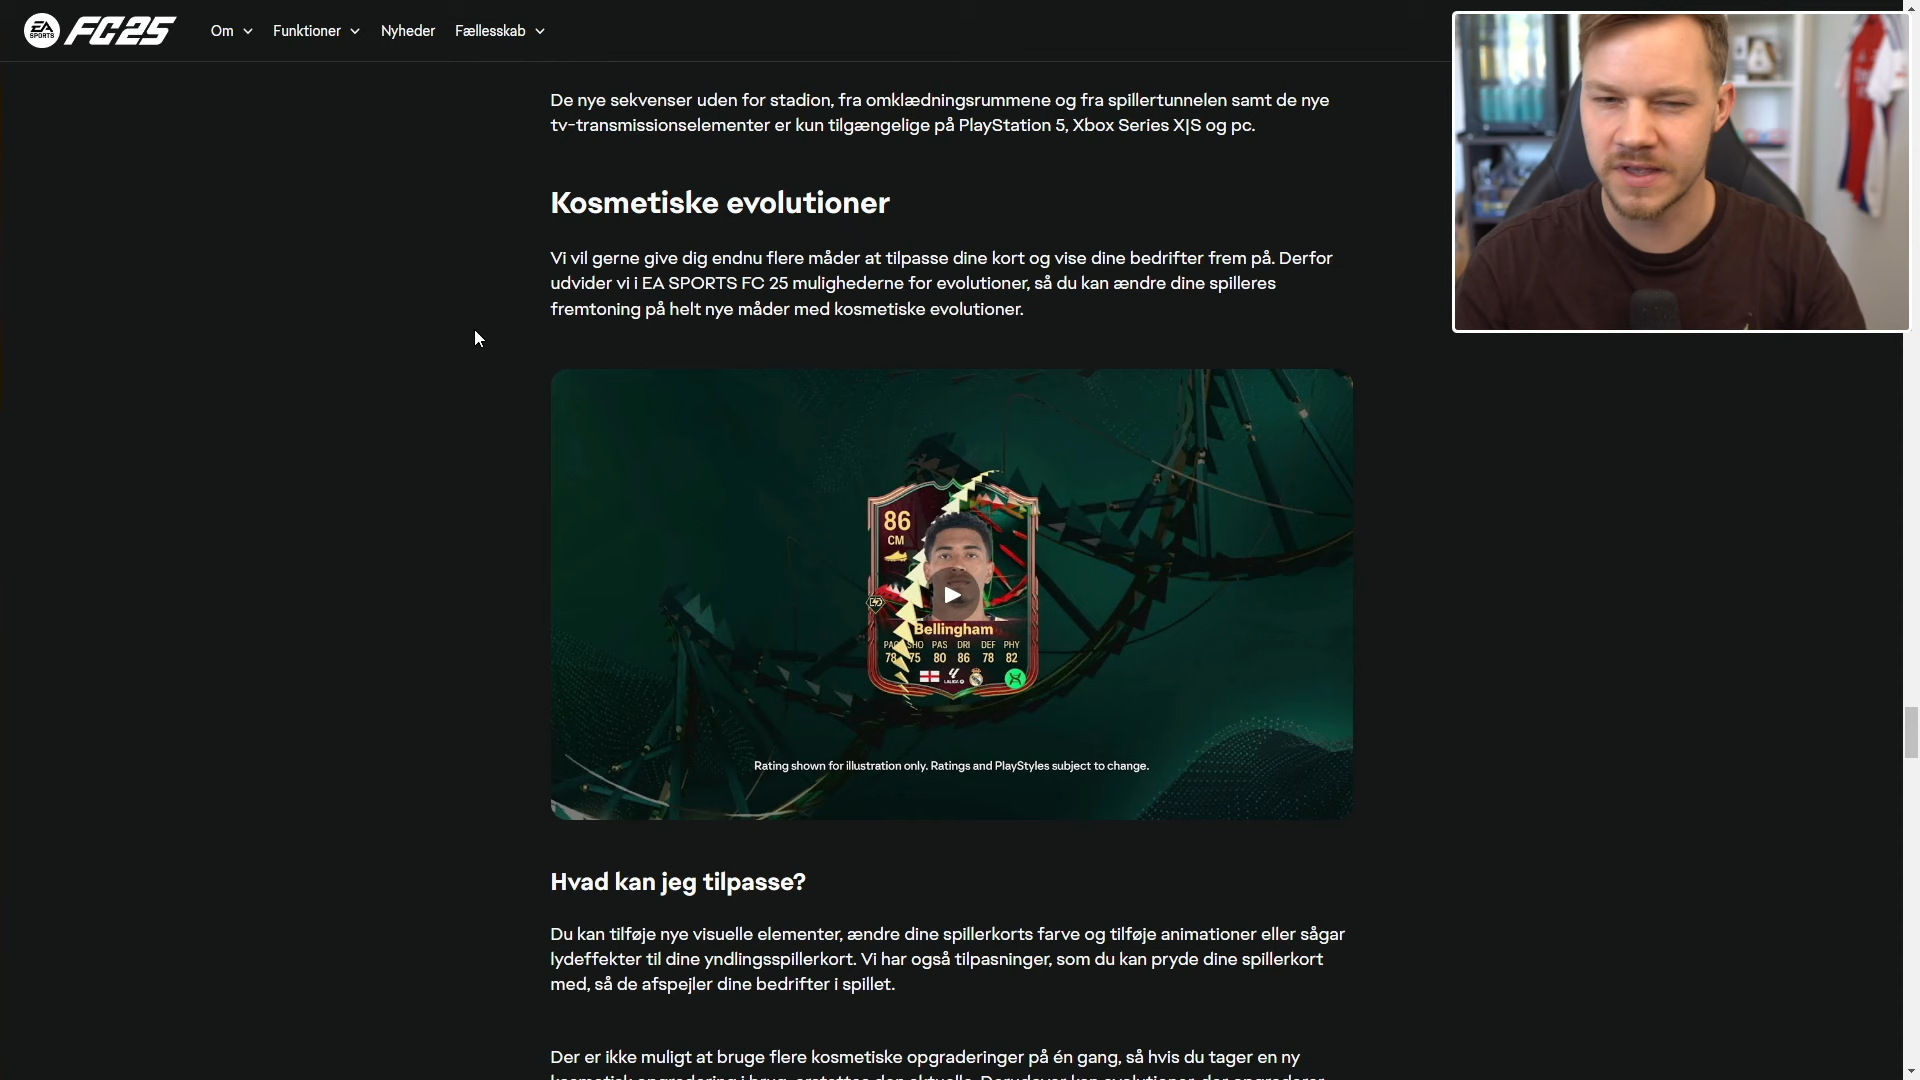 EA SPORTS FC25 Om Funktioner Nyheder Fællesskab
De nye sekvenser uden for stadion, fra omklædningsrummene og fra spillertunnelen samt de nye
tv-transmissionselementer er kun tilgængelige på PlayStation 5, Xbox Series X|S og pc.
Kosmetiske evolutioner
Vi vil gerne give dig endnu flere måder at tilpasse dine kort og vise dine bedrifter frem på. Derfor
udvider vi i EA SPORTS FC 25 mulighederne for evolutioner, så du kan ændre dine spilleres
fremtoning på helt nye måder med kosmetiske evolutioner.
86
CM
Bellingham
PAC SHO PAS DRI DEF PHY
78 75 80 86 78 82
LALIGA
Rating shown for illustration only. Ratings and PlayStyles subject to change.
Hvad kan jeg tilpasse?
Du kan tilføje nye visuelle elementer, ændre dine spillerkorts farve og tilføje animationer eller sågar
lydeffekter til dine yndlingsspillerkort. Vi har også tilpasninger, som du kan pryde dine spillerkort
med, så de afspejler dine bedrifter i spillet.
Der er ikke muligt at bruge flere kosmetiske opgraderinger på én gang, så hvis du tager en ny